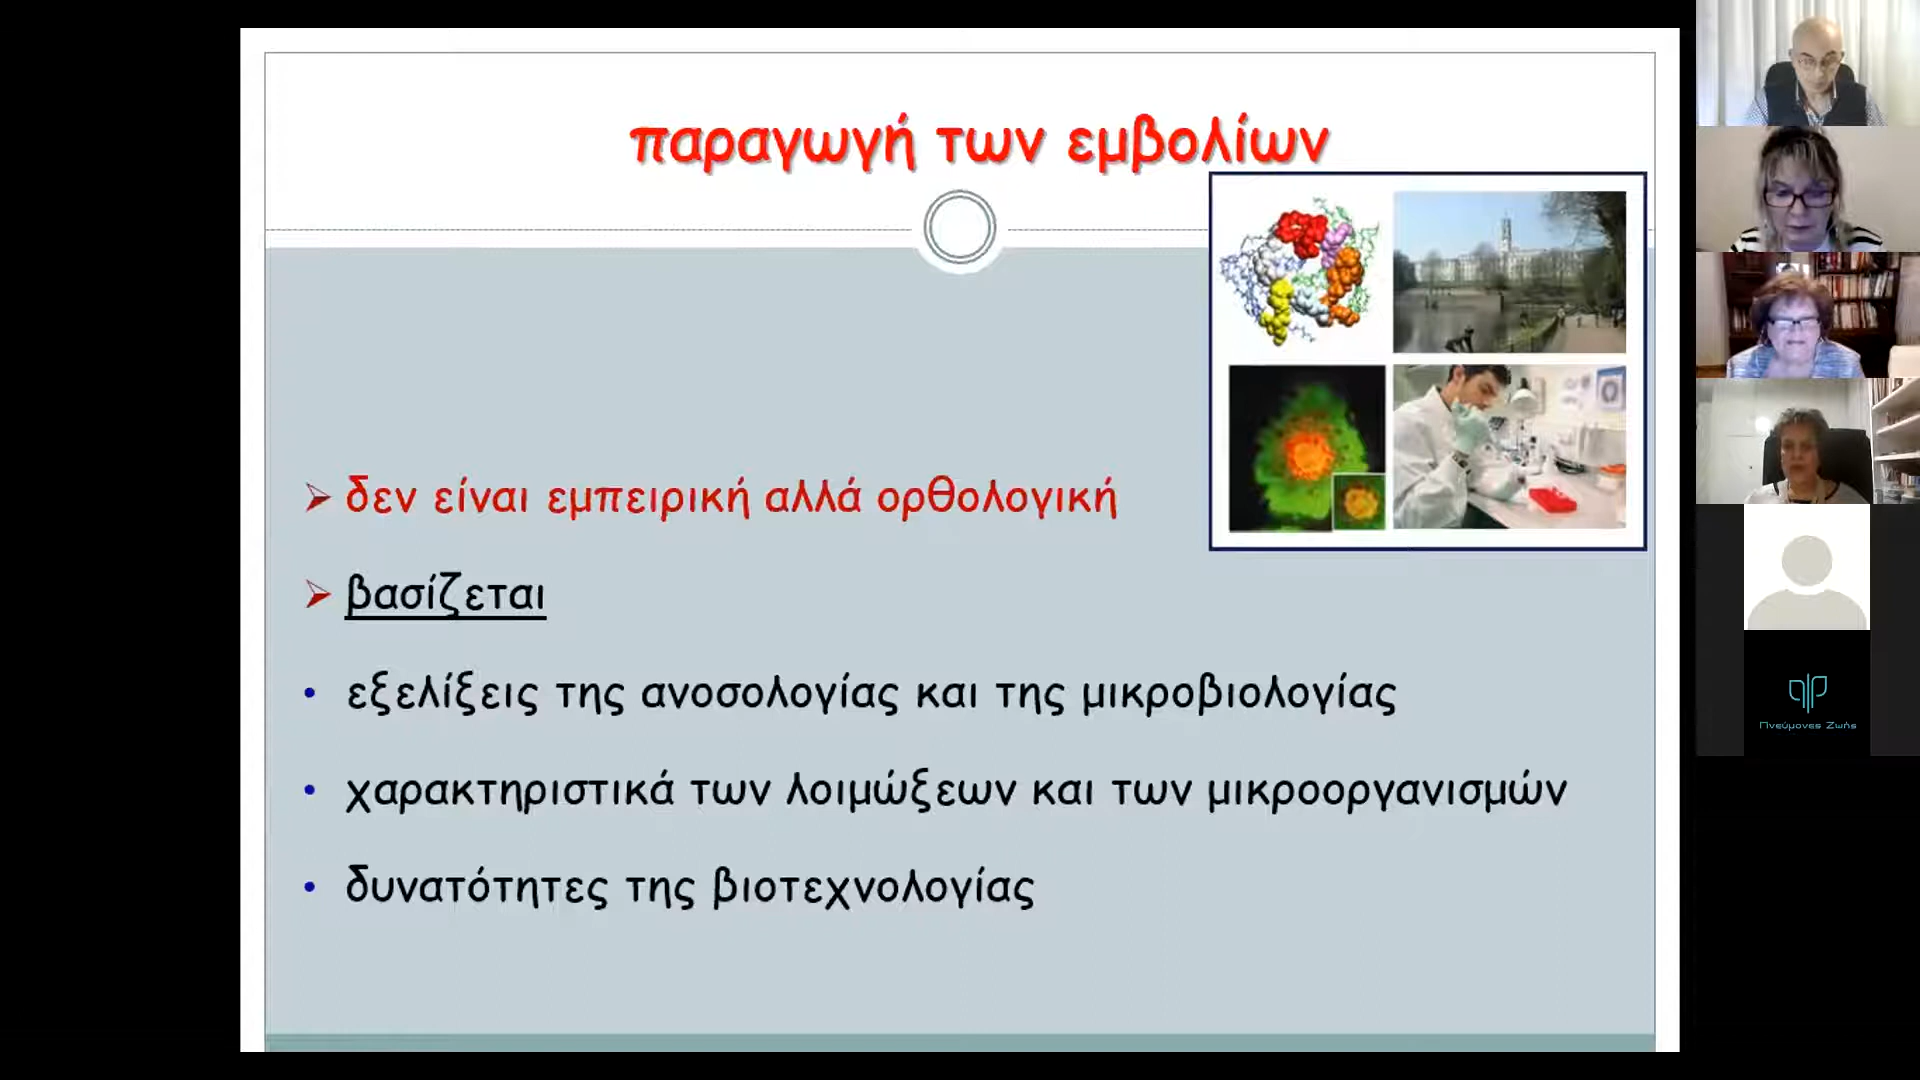 παραγωγή των εμβολίων
δεν είναι εμπειρική αλλά ορθολογική
βασίζεται
εξελίξεις της ανοσολογίας και της μικροβιολογίας
χαρακτηριστικά των λοιμώξεων και των μικροοργανισμών
δυνατότητες της βιοτεχνολογίας
Πνεύμονες Ζωής